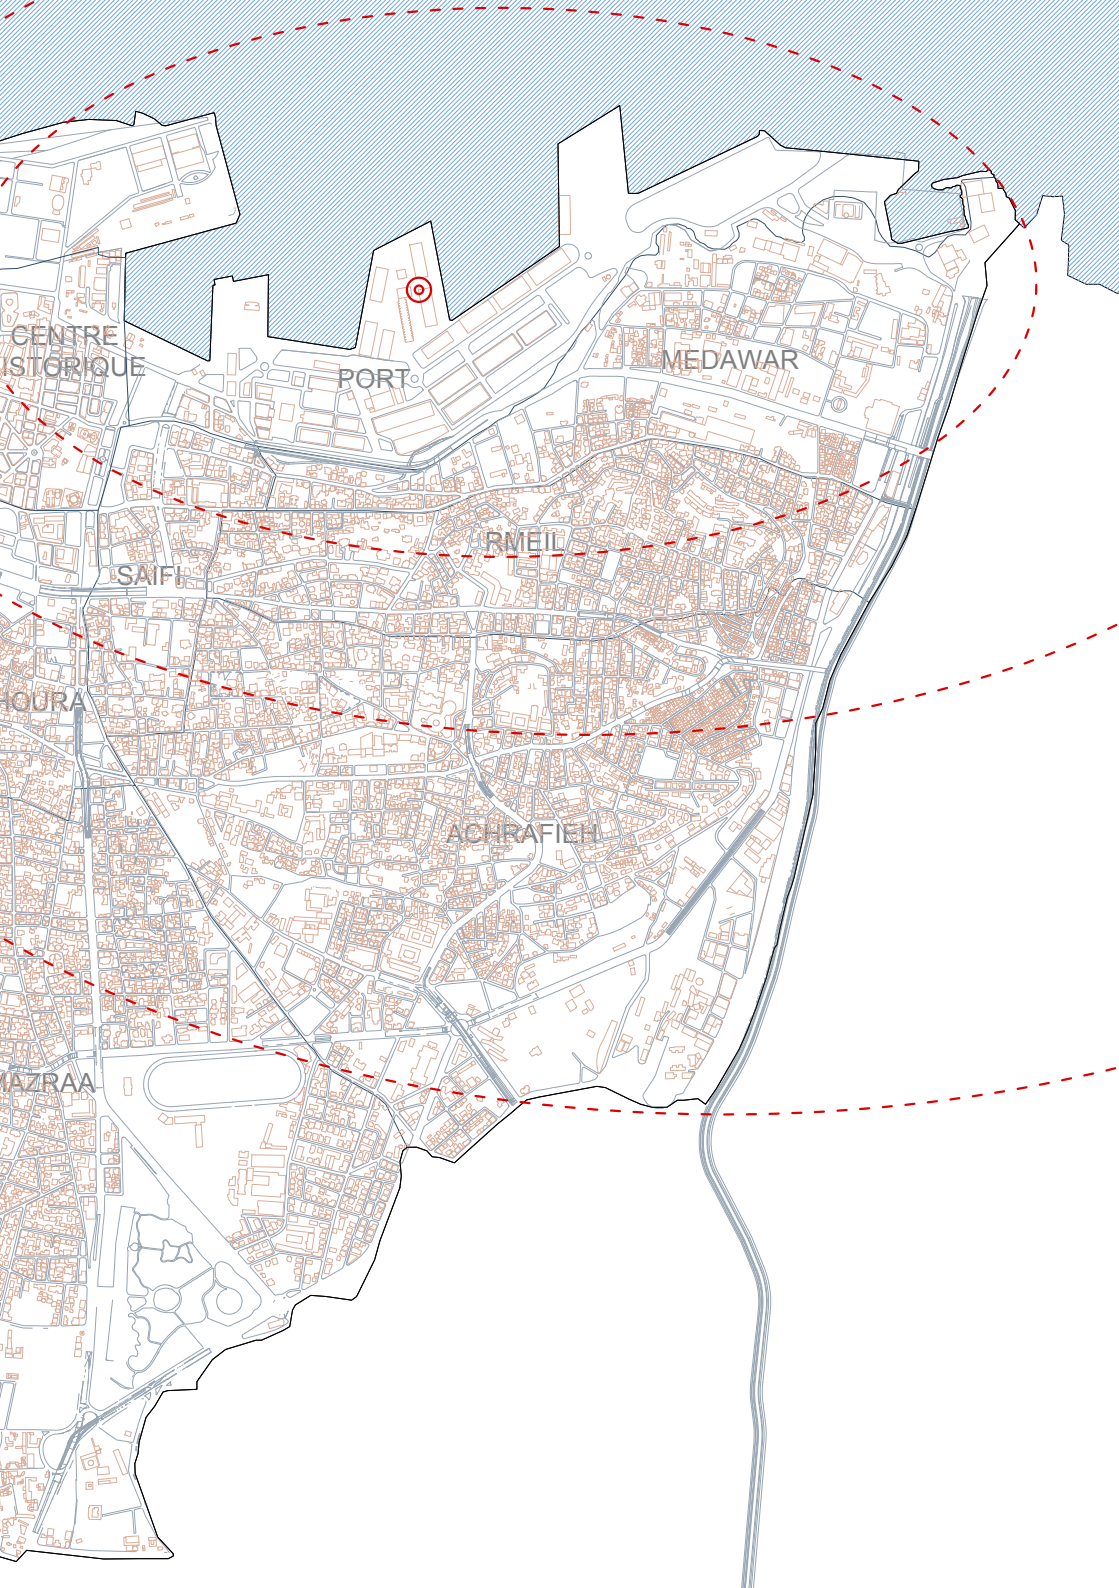 CENTRE
ISTORIQUE
PORT
MEDAWAR
RMEIL
SAIFI
HOURA
ACHRAFIEH
MAZRAA